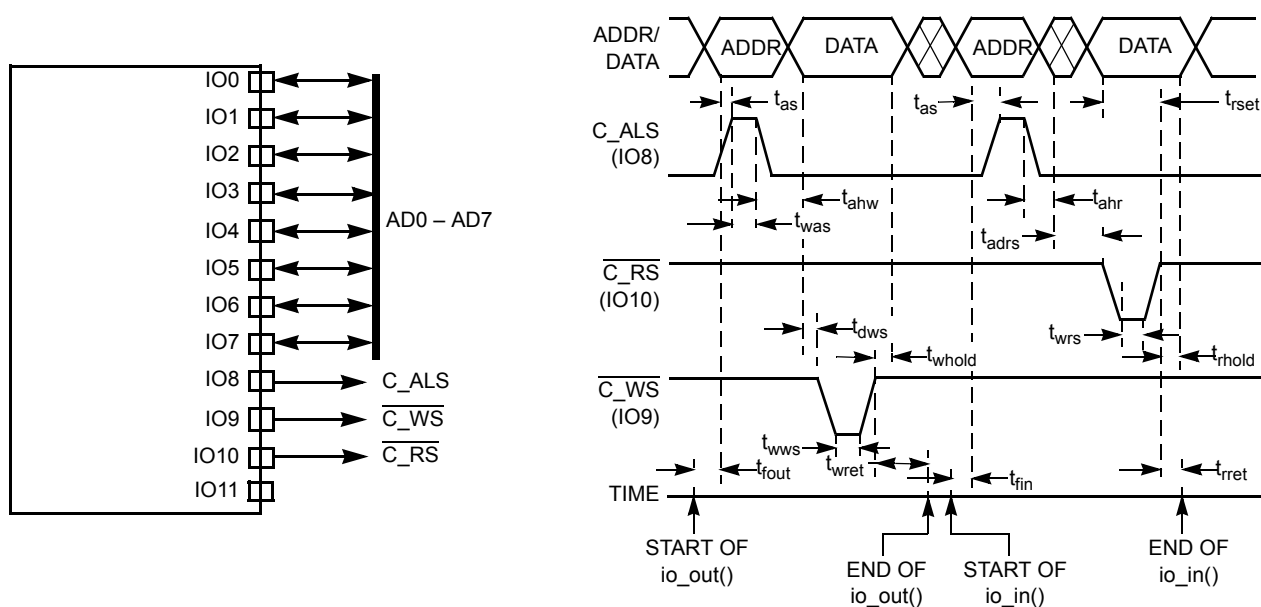 IO0
IO1
IO2
IO3
IO4
IO5
IO6
IO7
IO8
IO9
IO10
IO11
AD0 – AD7
C_ALS
C_WS
C_RS
ADDR/
DATA
ADDR
DATA
ADDR
DATA
tas
tas
trset
C_ALS
(IO8)
tahw
tahr
twas
tadrs
C_RS
(IO10)
tdws
twrs
twhold
trhold
C_WS
(IO9)
twws
twret
tfout
tfin
trret
TIME
START OF
io_out()
END OF
io_out()
START OF
io_in()
END OF
io_in()